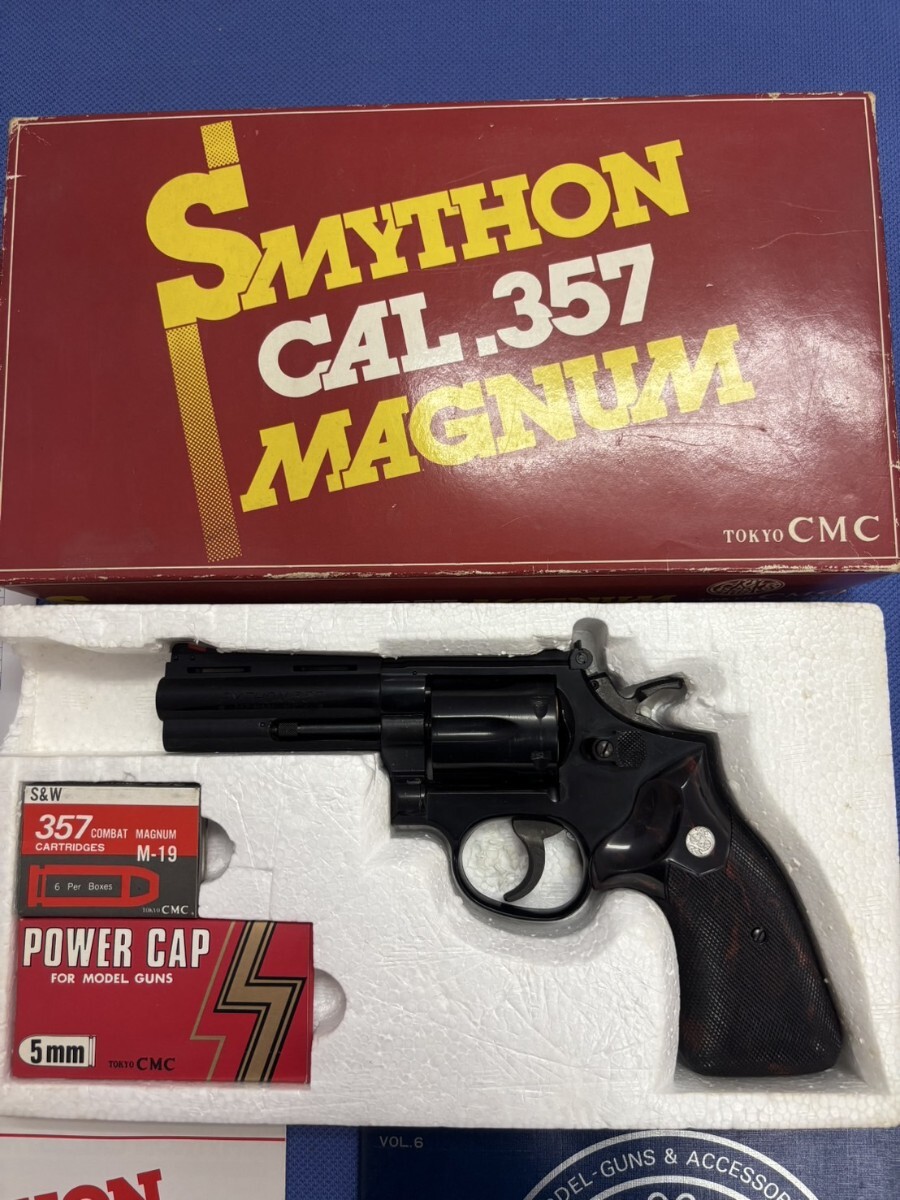 SMYTHON
CAL .357
MAGNUM
TOKYO CMC
S&W
357 COMBAT MAGNUM
CARTRIDGES
M-19
6 Per Boxes
TOKYO CMC
POWER CAP
FOR MODEL GUNS
5mm
TOKYO CMC
VOL.6
MODEL-GUNS & ACCESSOR